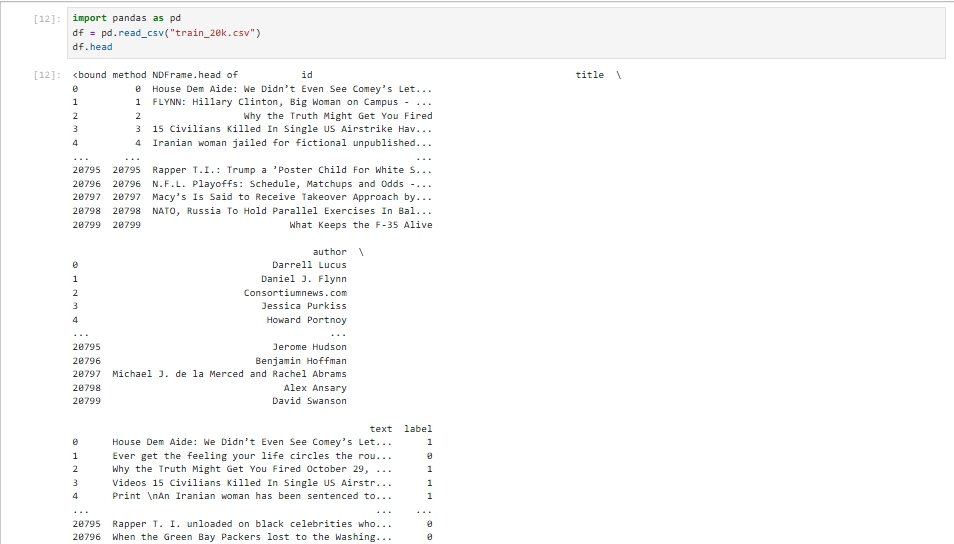 [12]: import pandas as pd
df = pd.read_csv("train_20k.csv")
df.head
[12]: <bound method NDFrame.head of id title \
0 0 House Dem Aide: We Didn’t Even See Comey’s Let...
1 1 FLYNN: Hillary Clinton, Big Woman on Campus - ...
2 2 Why the Truth Might Get You Fired
3 3 15 Civilians Killed In Single US Airstrike Hav...
4 4 Iranian woman jailed for fictional unpublished...
... ... ...
20795 20795 Rapper T.I.: Trump a ’Poster Child For White S...
20796 20796 N.F.L. Playoffs: Schedule, Matchups and Odds -...
20797 20797 Macy’s Is Said to Receive Takeover Approach by...
20798 20798 NATO, Russia To Hold Parallel Exercises In Bal...
20799 20799 What Keeps the F-35 Alive
author \
0 Darrell Lucus
1 Daniel J. Flynn
2 Consortiumnews.com
3 Jessica Purkiss
4 Howard Portnoy
... ...
20795 Jerome Hudson
20796 Benjamin Hoffman
20797 Michael J. de la Merced and Rachel Abrams
20798 Alex Ansary
20799 David Swanson
text label
0 House Dem Aide: We Didn’t Even See Comey’s Let... 1
1 Ever get the feeling your life circles the rou... 0
2 Why the Truth Might Get You Fired October 29, ... 1
3 Videos 15 Civilians Killed In Single US Airstr... 1
4 Print \nAn Iranian woman has been sentenced to... 1
... ... ...
20795 Rapper T. I. unloaded on black celebrities who... 0
20796 When the Green Bay Packers lost to the Washing... 0